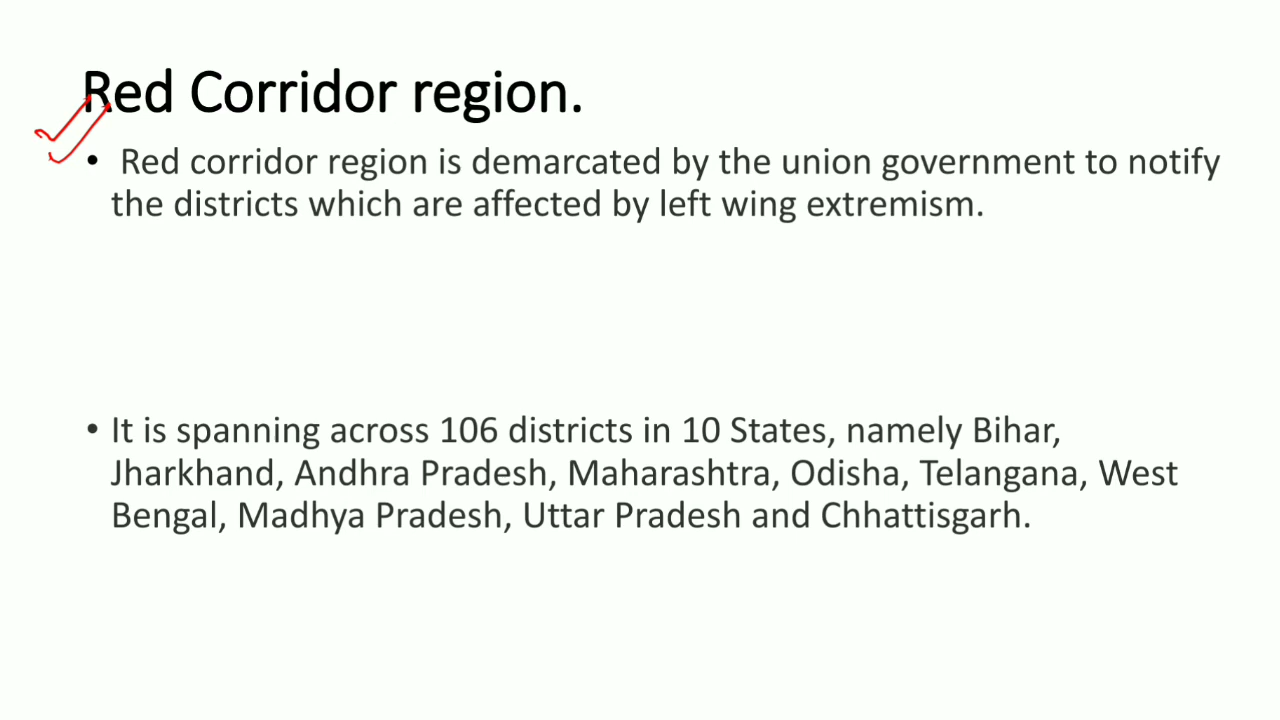 Red Corridor region.
• Red corridor region is demarcated by the union government to notify
the districts which are affected by left wing extremism.
• It is spanning across 106 districts in 10 States, namely Bihar,
Jharkhand, Andhra Pradesh, Maharashtra, Odisha, Telangana, West
Bengal, Madhya Pradesh, Uttar Pradesh and Chhattisgarh.